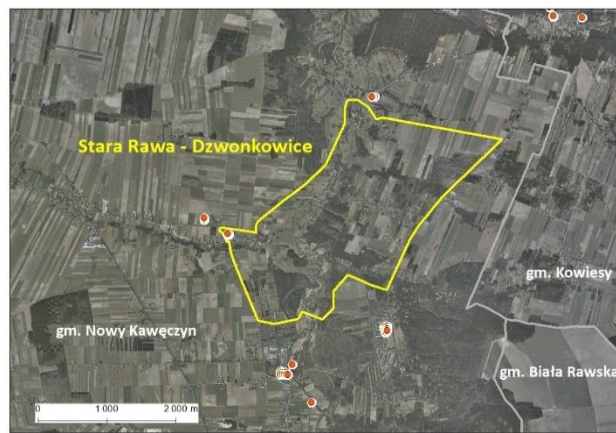 Stara Rawa - Dzwonkowice
gm. Kowiesy
gm. Nowy Kawęczyn
gm. Biała Rawska
0 1 000 2 000 m